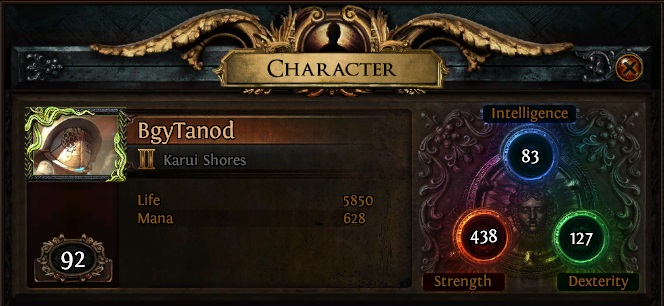 CHARACTER
BgyTanod
II Karui Shores
Life 5850
Mana 628
92
Intelligence
83
438
127
Strength
Dexterity